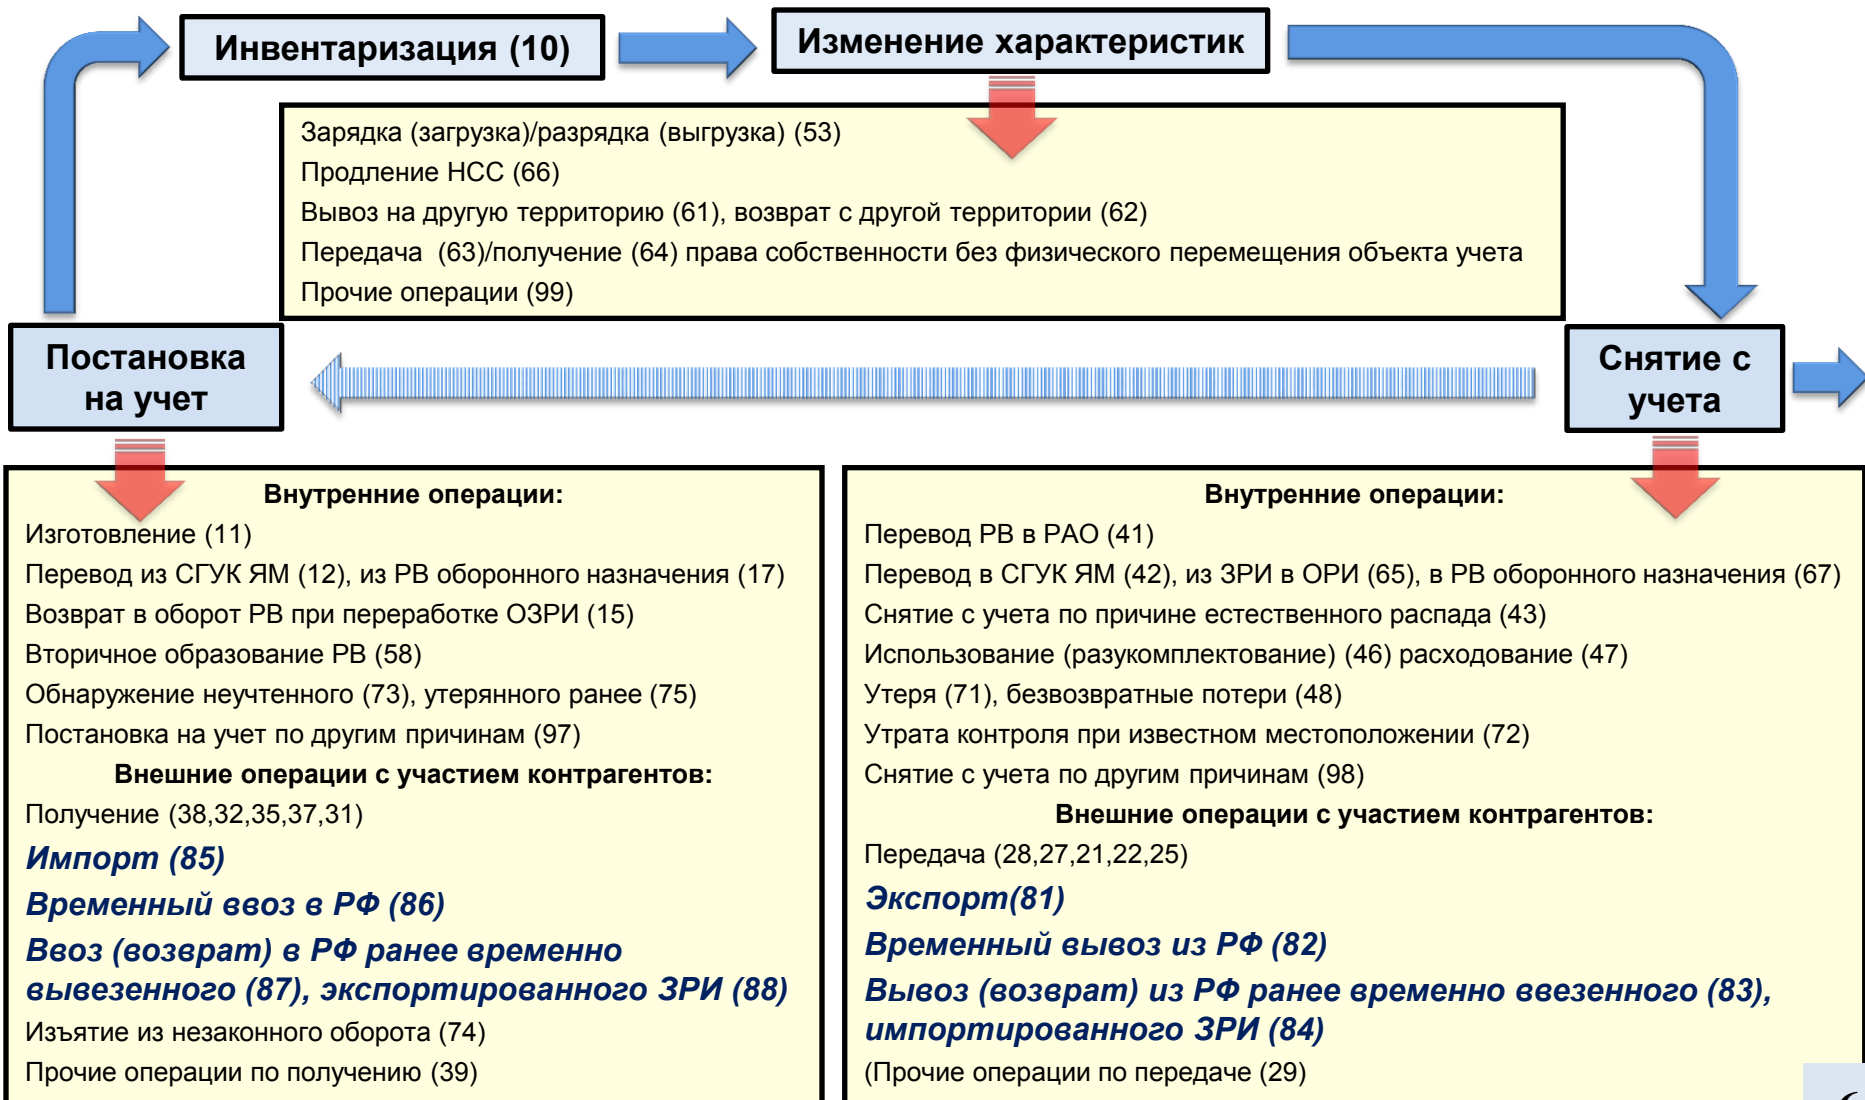 Инвентаризация (10)
Изменение характеристик
Зарядка (загрузка)/разрядка (выгрузка) (53)
Продление НСС (66)
Вывоз на другую территорию (61), возврат с другой территории (62)
Передача (63)/получение (64) права собственности без физического перемещения объекта учета
Прочие операции (99)
Постановка
на учет
Снятие с
учета
Внутренние операции:
Изготовление (11)
Перевод из СГУК ЯМ (12), из РВ оборонного назначения (17)
Возврат в оборот РВ при переработке ОЗРИ (15)
Вторичное образование РВ (58)
Обнаружение неучтенного (73), утерянного ранее (75)
Постановка на учет по другим причинам (97)
Внешние операции с участием контрагентов:
Получение (38,32,35,37,31)
Импорт (85)
Временный ввоз в РФ (86)
Ввоз (возврат) в РФ ранее временно
вывезенного (87), экспортированного ЗРИ (88)
Изъятие из незаконного оборота (74)
Прочие операции по получению (39)
Внутренние операции:
Перевод РВ в РАО (41)
Перевод в СГУК ЯМ (42), из ЗРИ в ОРИ (65), в РВ оборонного назначения (67)
Снятие с учета по причине естественного распада (43)
Использование (разукомплектование) (46) расходование (47)
Утеря (71), безвозвратные потери (48)
Утрата контроля при известном местоположении (72)
Снятие с учета по другим причинам (98)
Внешние операции с участием контрагентов:
Передача (28,27,21,22,25)
Экспорт(81)
Временный вывоз из РФ (82)
Вывоз (возврат) из РФ ранее временно ввезенного (83),
импортированного ЗРИ (84)
(Прочие операции по передаче (29)